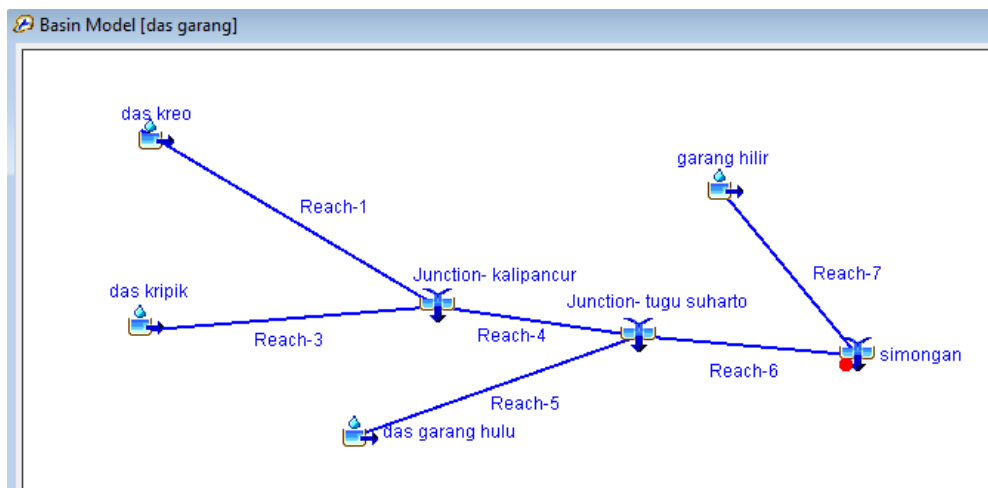 Basin Model [das garang]
das kreo
garang hilir
Reach-1
Junction- kalipancur
Reach-7
das kripik
Junction- tugu suharto
Reach-3
Reach-4
simongan
Reach-6
Reach-5
das garang hulu